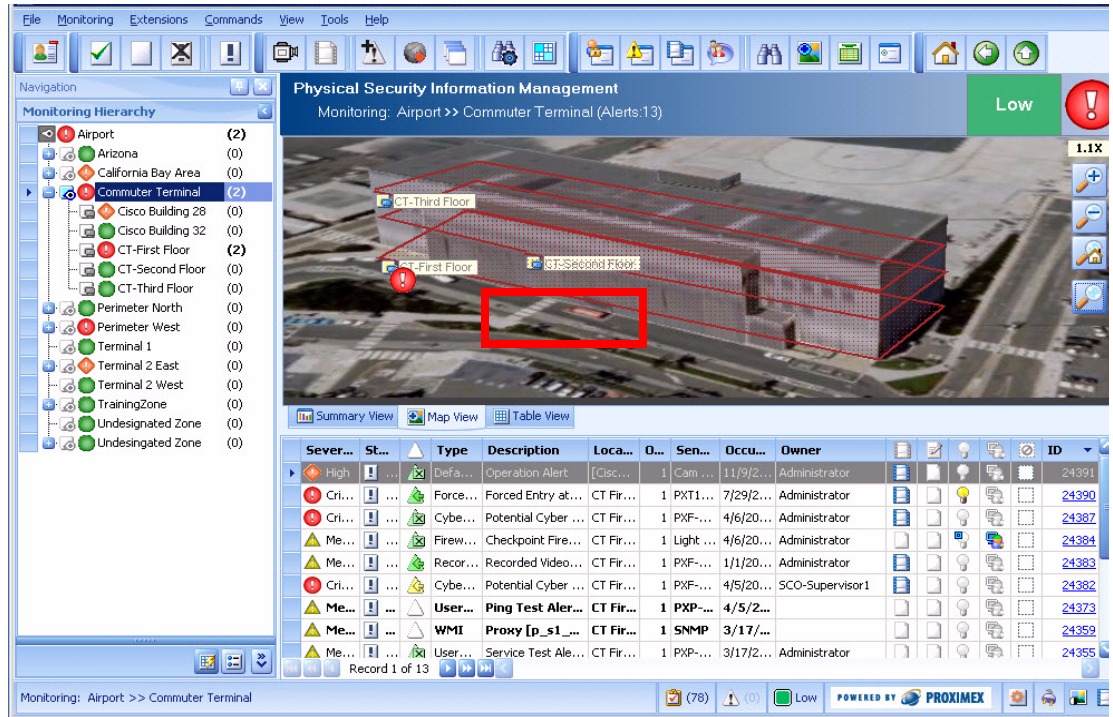 File Monitoring Extensions Commands View Tools Help
Navigation
Monitoring Hierarchy
Airport (2)
Arizona (0)
California Bay Area (0)
Commuter Terminal (2)
Cisco Building 28 (0)
Cisco Building 32 (0)
CT-First Floor (2)
CT-Second Floor (0)
CT-Third Floor (0)
Perimeter North (0)
Perimeter West (0)
Terminal 1 (0)
Terminal 2 East (0)
Terminal 2 West (0)
TrainingZone (0)
Undesignated Zone (0)
Undesingated Zone (0)
Physical Security Information Management
Monitoring: Airport >> Commuter Terminal (Alerts:13)
Low
1.1X
CT-Third Floor
CT-First Floor
CT-Second Floor
Summary View Map View Table View
Sever... St... Type Description Loca... O... Sen... Occu... Owner ID
High ... Defa... Operation Alert [Cisc... 1 Cam ... 11/9/2... Administrator 24391
Cri... ... Force... Forced Entry at... CT Fir... 1 PXT1... 7/29/2... Administrator 24390
Cri... ... Cybe... Potential Cyber ... CT Fir... 1 PXF-... 4/6/20... Administrator 24387
Me... ... Firew... Checkpoint Fire... CT Fir... 1 Light ... 4/6/20... Administrator 24384
Me... ... Recor... Recorded Video... CT Fir... 1 PXF-... 1/1/20... Administrator 24383
Cri... ... Cybe... Potential Cyber ... CT Fir... 1 PXF-... 4/5/20... SCO-Supervisor1 24382
Me... ... User... Ping Test Aler... CT Fir... 1 PXP-... 4/5/2... 24373
Me... ... WMI Proxy [p_s1_... CT Fir... 1 SNMP 3/17/... 24359
Me... ... User... Service Test Ale... CT Fir... 1 PXP-... 3/17/2... Administrator 24355
Record 1 of 13
Monitoring: Airport >> Commuter Terminal (78) (0) Low POWERED BY PROXIMEX